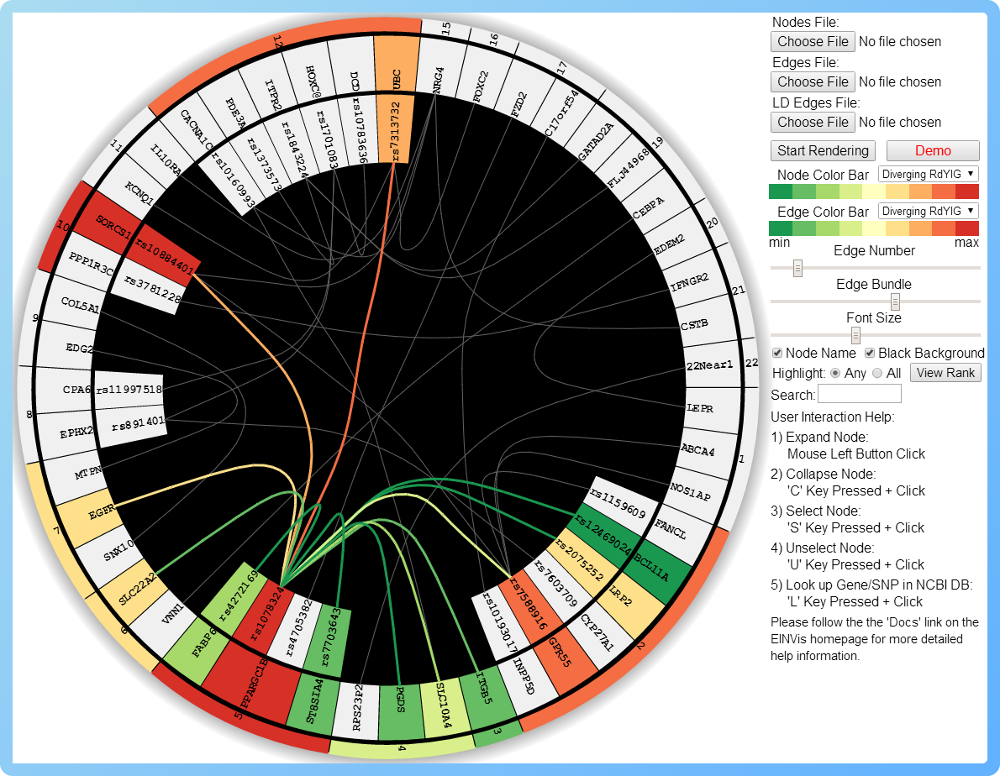 12
HOXC@
ITPR2
PDE3A
CACNA1C
IL10RA
KCNQ1
11
DCD
UBC
15
NRG4
16
FOXC2
FZD2
17
C17orf54
GATAD2A
FLJ44968
19
CEBPA
EDEM2
20
IFNGR2
21
CSTB
22Near1
22
LEPR
ABCA4
1
NOS1AP
FANCL
BCL11A
LRP2
CYP27A1
2
GPR55
INPP5D
ITGB5
3
SLC10A4
PGDS
4
RPS23P2
ST8SIA4
PPARGC1B
5
FABP6
VNN1
6
SLC22A2
SNX10
EGFR
7
MTPN
EPHX2
8
CPA6
EDG2
9
COL5A1
PPP1R3C
SORCS1
10
rs7313732
rs10783636
rs1701083
rs1843224
rs1373573
rs10160993
rs10884401
rs3781228
rs11997518
rs891401
rs4272169
rs1078324
rs4705382
rs7703643
rs10193017
rs7588916
rs7603709
rs2075252
rs12469024
rs1159609
Nodes File:
Choose File No file chosen
Edges File:
Choose File No file chosen
LD Edges File:
Choose File No file chosen
Start Rendering Demo
Node Color Bar Diverging RdYlG
Edge Color Bar Diverging RdYlG
min max
Edge Number
Edge Bundle
Font Size
Node Name Black Background
Highlight: Any All View Rank
Search:
User Interaction Help:
1) Expand Node:
Mouse Left Button Click
2) Collapse Node:
'C' Key Pressed + Click
3) Select Node:
'S' Key Pressed + Click
4) Unselect Node:
'U' Key Pressed + Click
5) Look up Gene/SNP in NCBI DB:
'L' Key Pressed + Click
Please follow the the 'Docs' link on the
EINVis homepage for more detailed
help information.